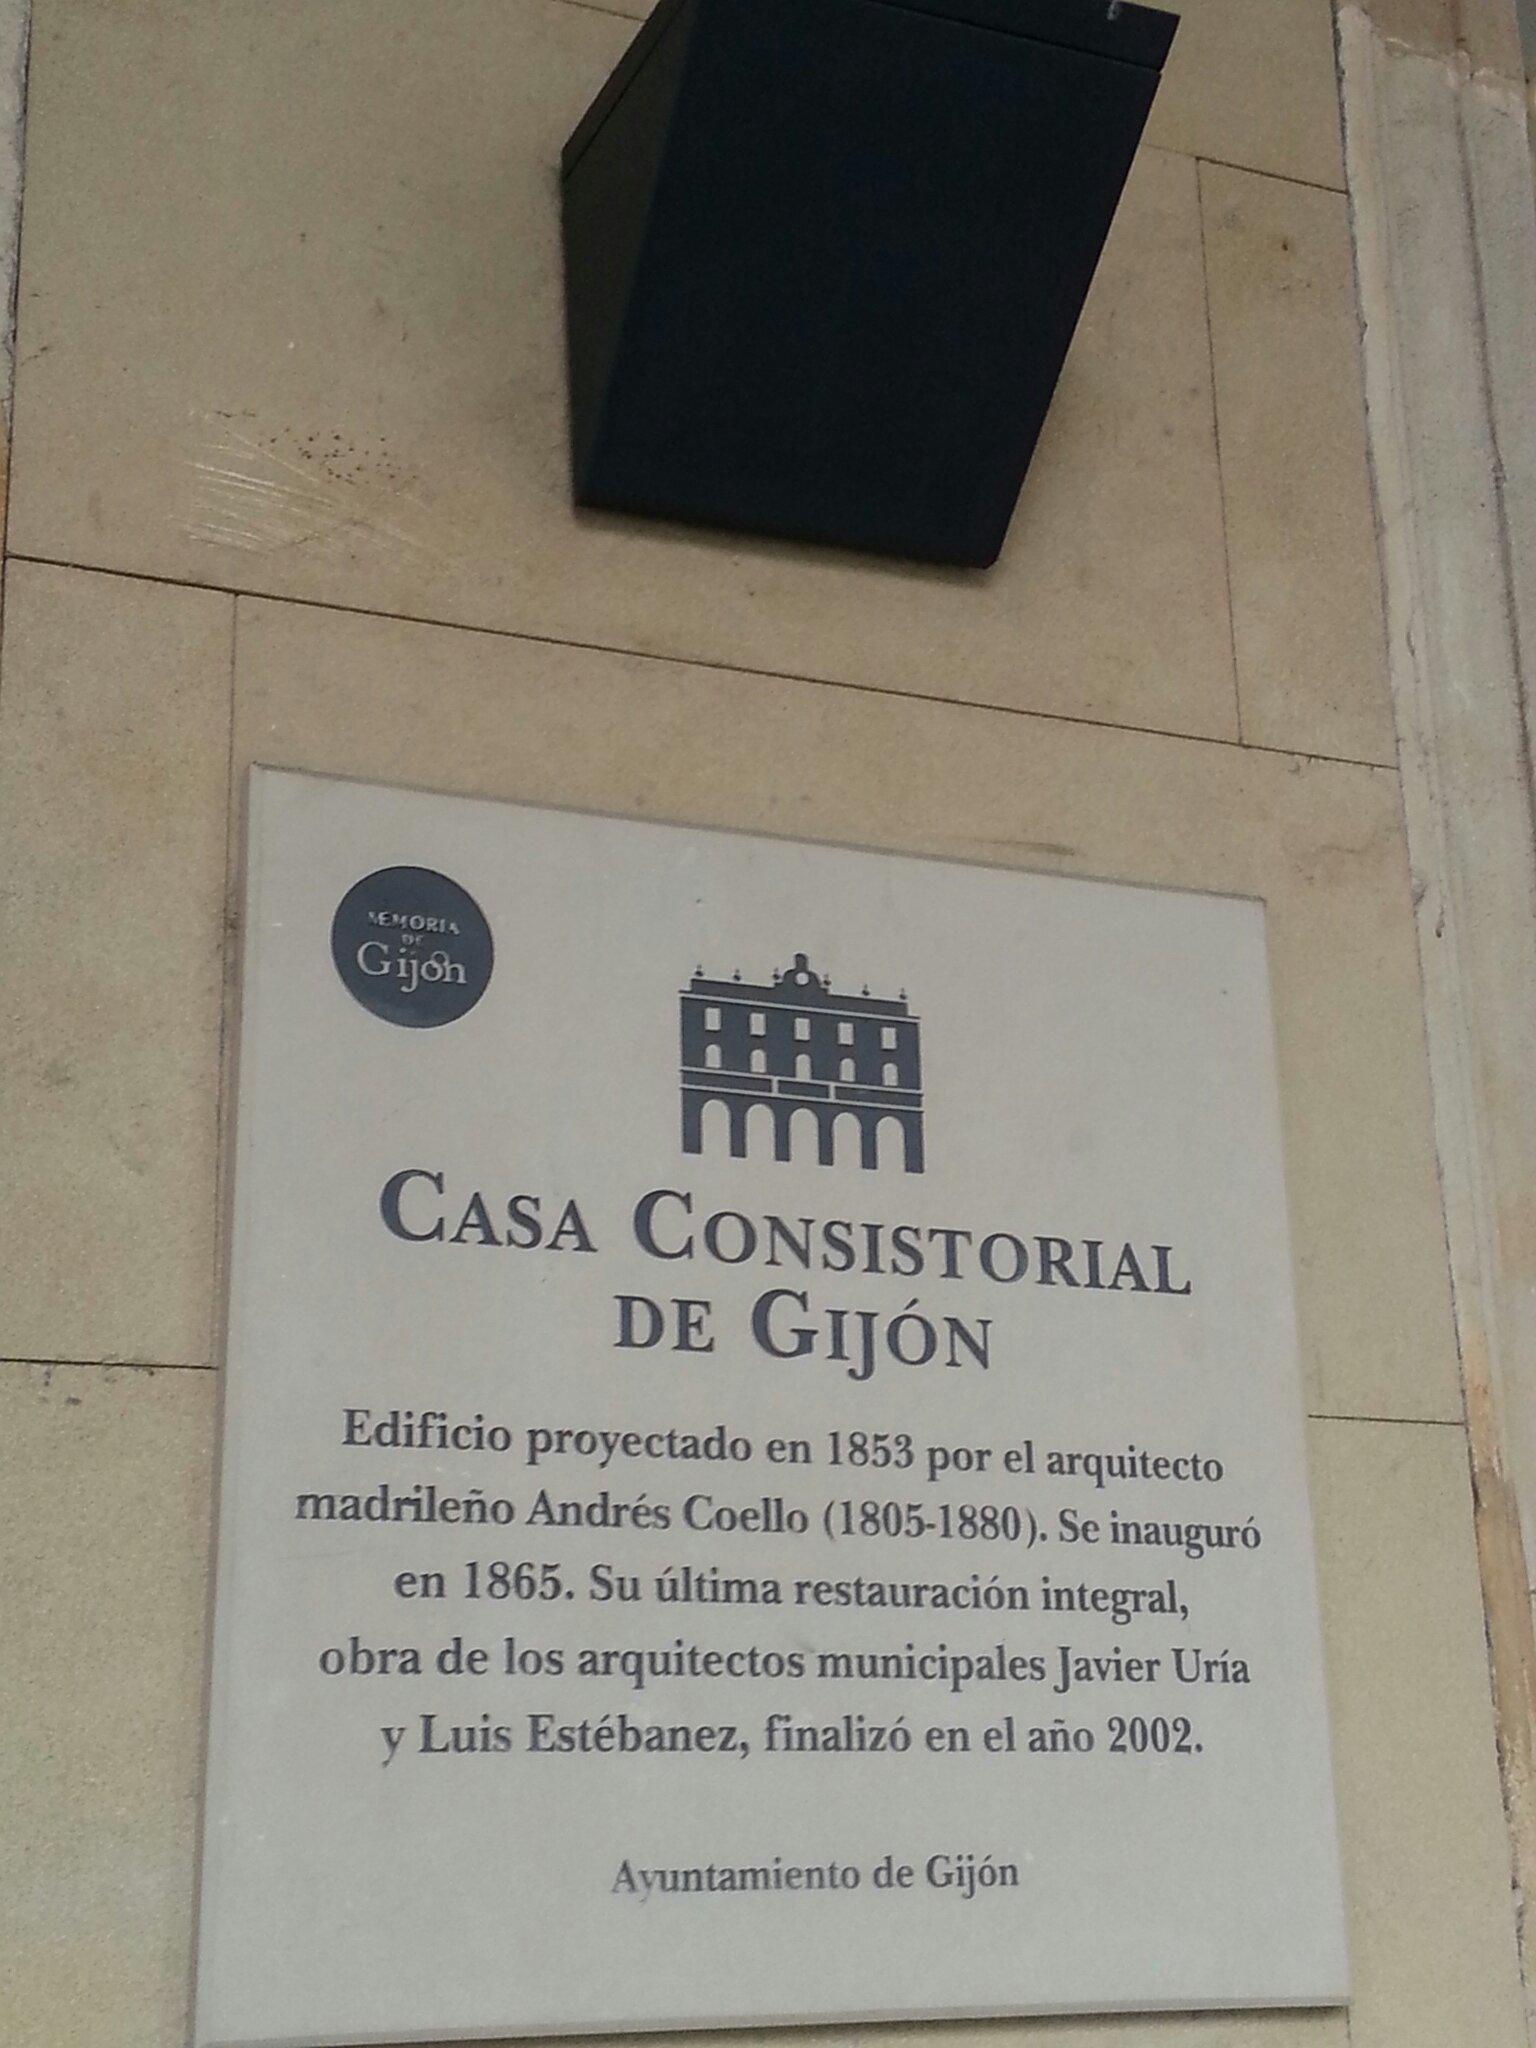 MEMORIA
DE
Gijón
CASA CONSISTORIAL
DE GIJÓN
Edificio proyectado en 1853 por el arquitecto
madrileño Andrés Coello (1805-1880). Se inauguró
en 1865. Su última restauración integral,
obra de los arquitectos municipales Javier Uría
y Luis Estébanez, finalizó en el año 2002.
Ayuntamiento de Gijón